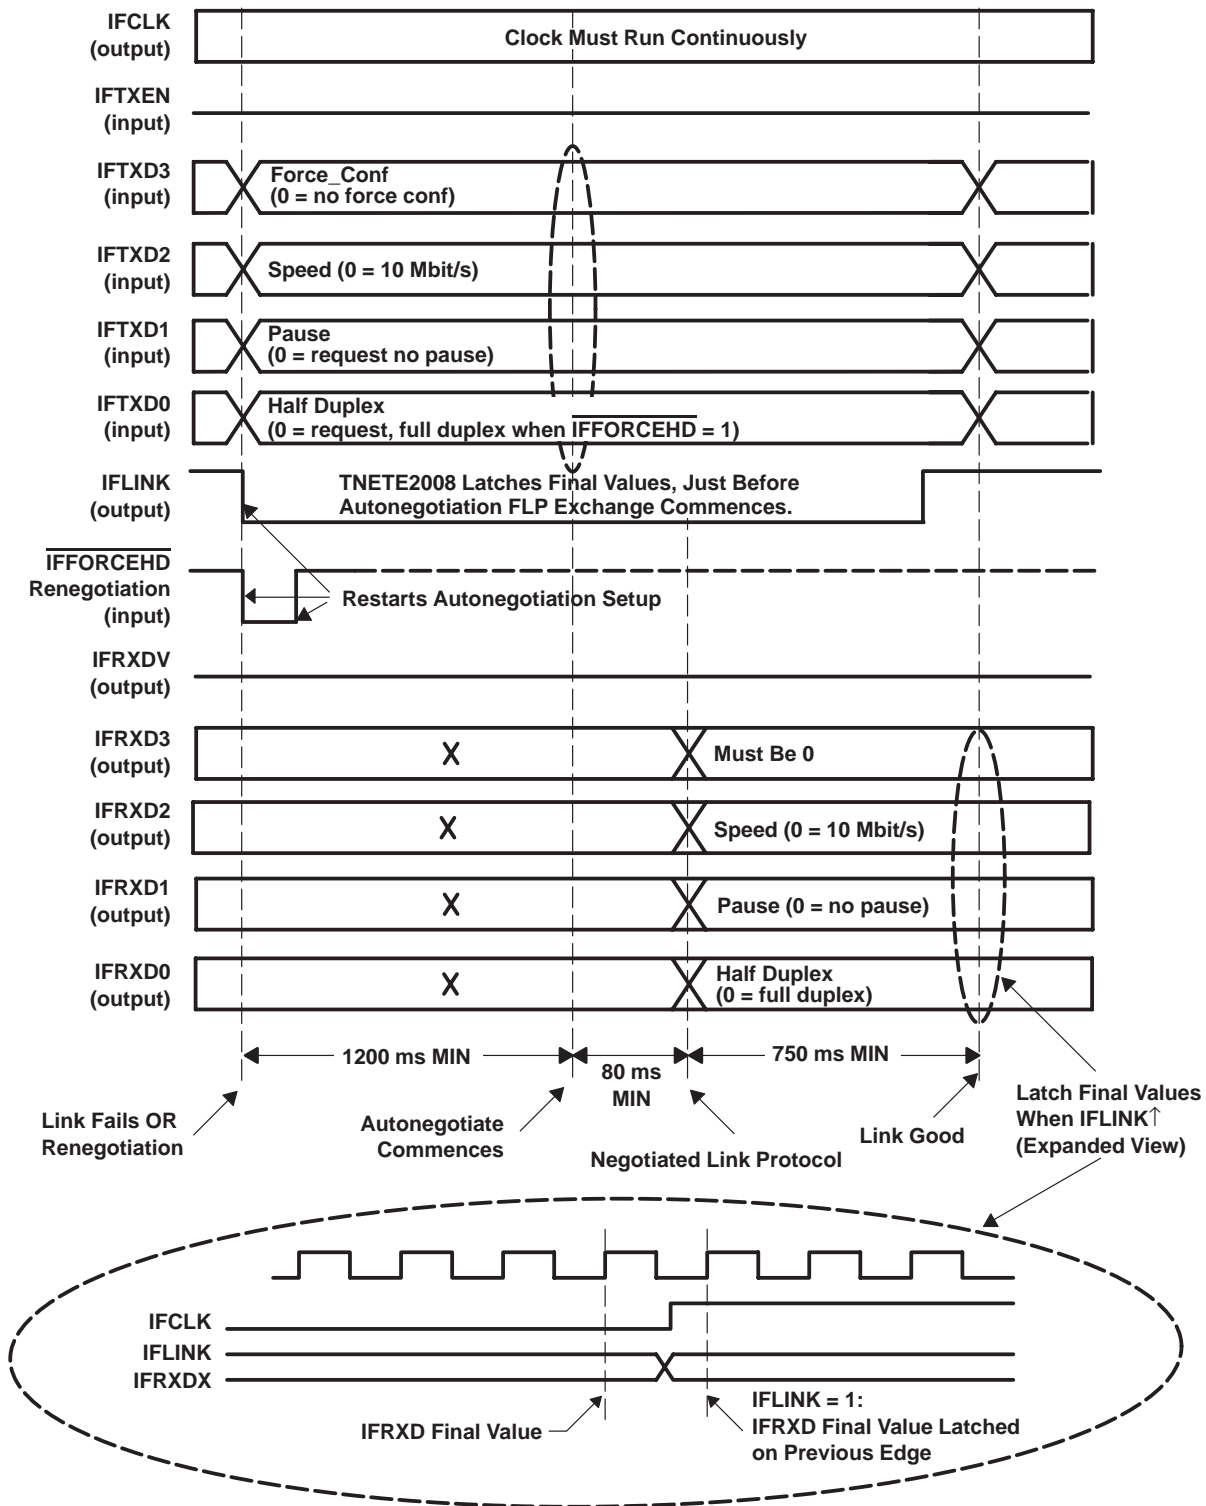 IFCLK
(output)
Clock Must Run Continuously
IFTXEN
(input)
IFTXD3
(input)
Force_Conf
(0 = no force conf)
IFTXD2
(input)
Speed (0 = 10 Mbit/s)
IFTXD1
(input)
Pause
(0 = request no pause)
IFTXD0
(input)
Half Duplex
(0 = request, full duplex when IFFORCEHD = 1)
IFLINK
(output)
TNETE2008 Latches Final Values, Just Before
Autonegotiation FLP Exchange Commences.
IFFORCEHD
Renegotiation
(input)
Restarts Autonegotiation Setup
IFRXDV
(output)
IFRXD3
(output)
X
Must Be 0
IFRXD2
(output)
X
Speed (0 = 10 Mbit/s)
IFRXD1
(output)
X
Pause (0 = no pause)
IFRXD0
(output)
X
Half Duplex
(0 = full duplex)
1200 ms MIN
80 ms
MIN
750 ms MIN
Link Fails OR
Renegotiation
Autonegotiate
Commences
Negotiated Link Protocol
Link Good
Latch Final Values
When IFLINK↑
(Expanded View)
IFCLK
IFLINK
IFRXDX
IFRXD Final Value
IFLINK = 1:
IFRXD Final Value Latched
on Previous Edge